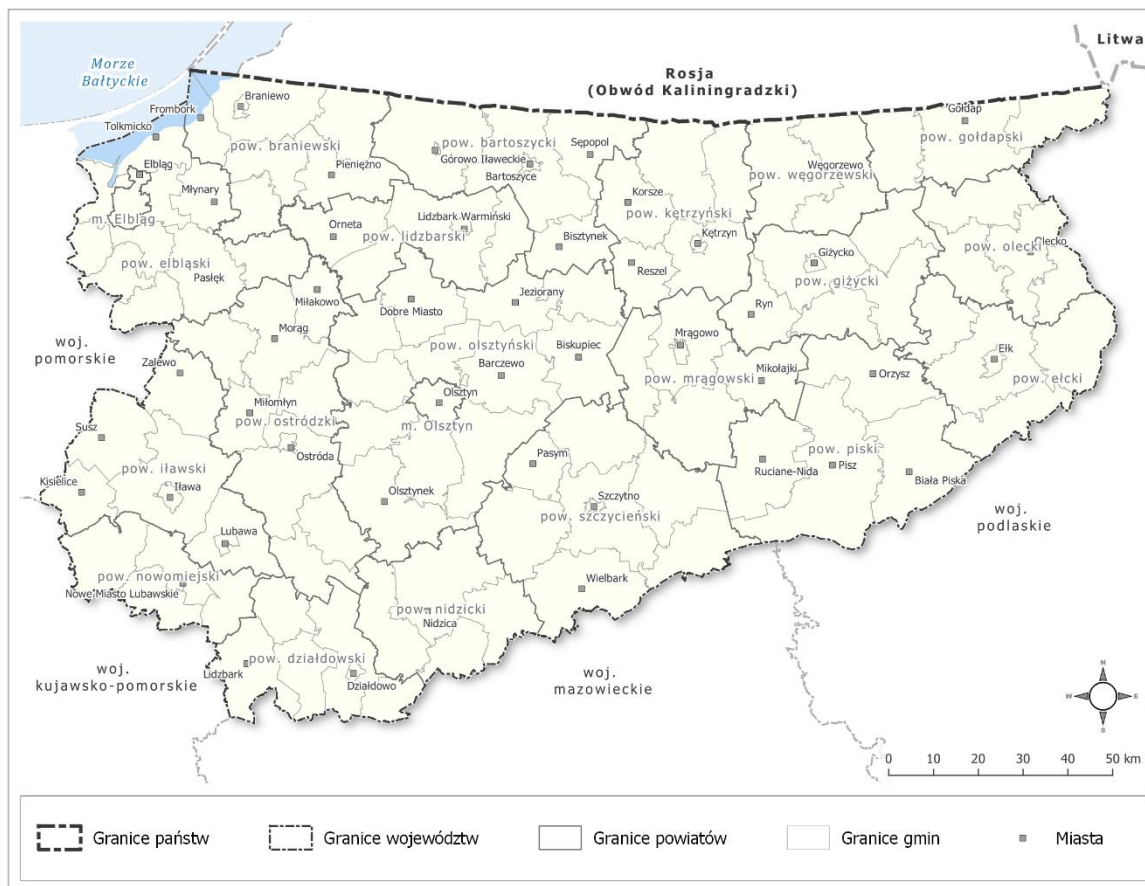 Morze
Bałtyckie
Rosja
(Obwód Kaliningradzki)
Litwa
Frombork
Braniewo
Tolkmicko
pow. braniewski
pow. bartoszycki
Górowo Iławeckie
Bartoszyce
Sępopol
Gołdap
pow. gołdapski
Elbląg
Młynary
Pieniężno
Węgorzewo
pow. węgorzewski
m. Elbląg
Orneta
Lidzbark Warmiński
pow. lidzbarski
Korsze
pow. kętrzyński
Kętrzyn
Bisztynek
Reszel
pow. elbląski
Pasłęk
Giżycko
pow. giżycki
pow. olecki
Olecko
Miłakowo
Dobre Miasto
Jeziorany
Ryn
woj.
pomorskie
Morąg
pow. olsztyński
Barczewo
Biskupiec
Mrągowo
pow. mrągowski
Mikołajki
Orzysz
Ełk
pow. ełcki
Zalewo
Miłomłyn
pow. ostródzki
Ostróda
Olsztyn
m. Olsztyn
Susz
pow. iławski
Kisielice
Iława
Olsztynek
Pasym
Szczytno
pow. szczycieński
pow. piski
Ruciane-Nida
Pisz
Biała Piska
woj.
podlaskie
Lubawa
pow. nowomiejski
Nowe Miasto Lubawskie
Wielbark
pow. nidzicki
Nidzica
Lidzbark
pow. działdowski
Działdowo
woj.
kujawsko-pomorskie
woj.
mazowieckie
N
W E
S
0 10 20 30 40 50 km
Granice państw
Granice województw
Granice powiatów
Granice gmin
Miasta